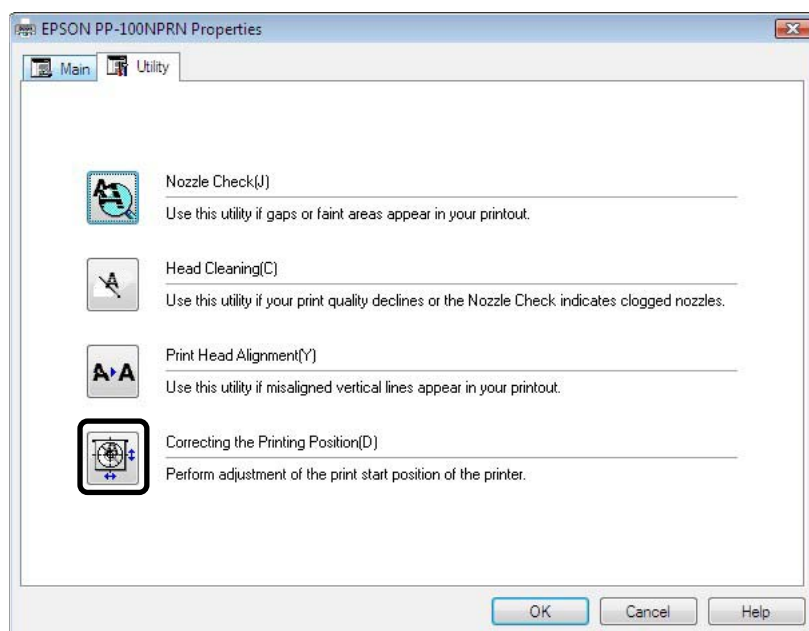 EPSON PP-100NPRN Properties
Main Utility
Nozzle Check(J)
Use this utility if gaps or faint areas appear in your printout.
Head Cleaning(C)
Use this utility if your print quality declines or the Nozzle Check indicates clogged nozzles.
Print Head Alignment(Y)
Use this utility if misaligned vertical lines appear in your printout.
Correcting the Printing Position(D)
Perform adjustment of the print start position of the printer.
OK Cancel Help